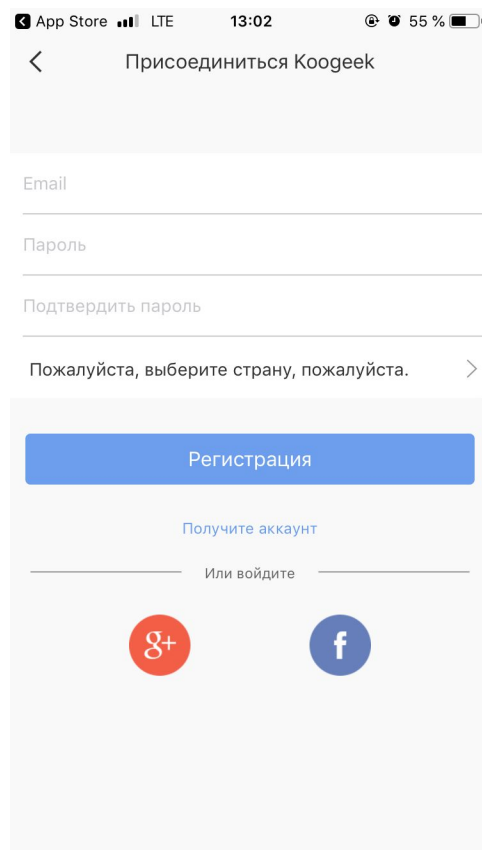 App Store LTE 13:02 55 %
Присоединиться Koogeek
Email
Пароль
Подтвердить пароль
Пожалуйста, выберите страну, пожалуйста.
Регистрация
Получите аккаунт
Или войдите
g+ f